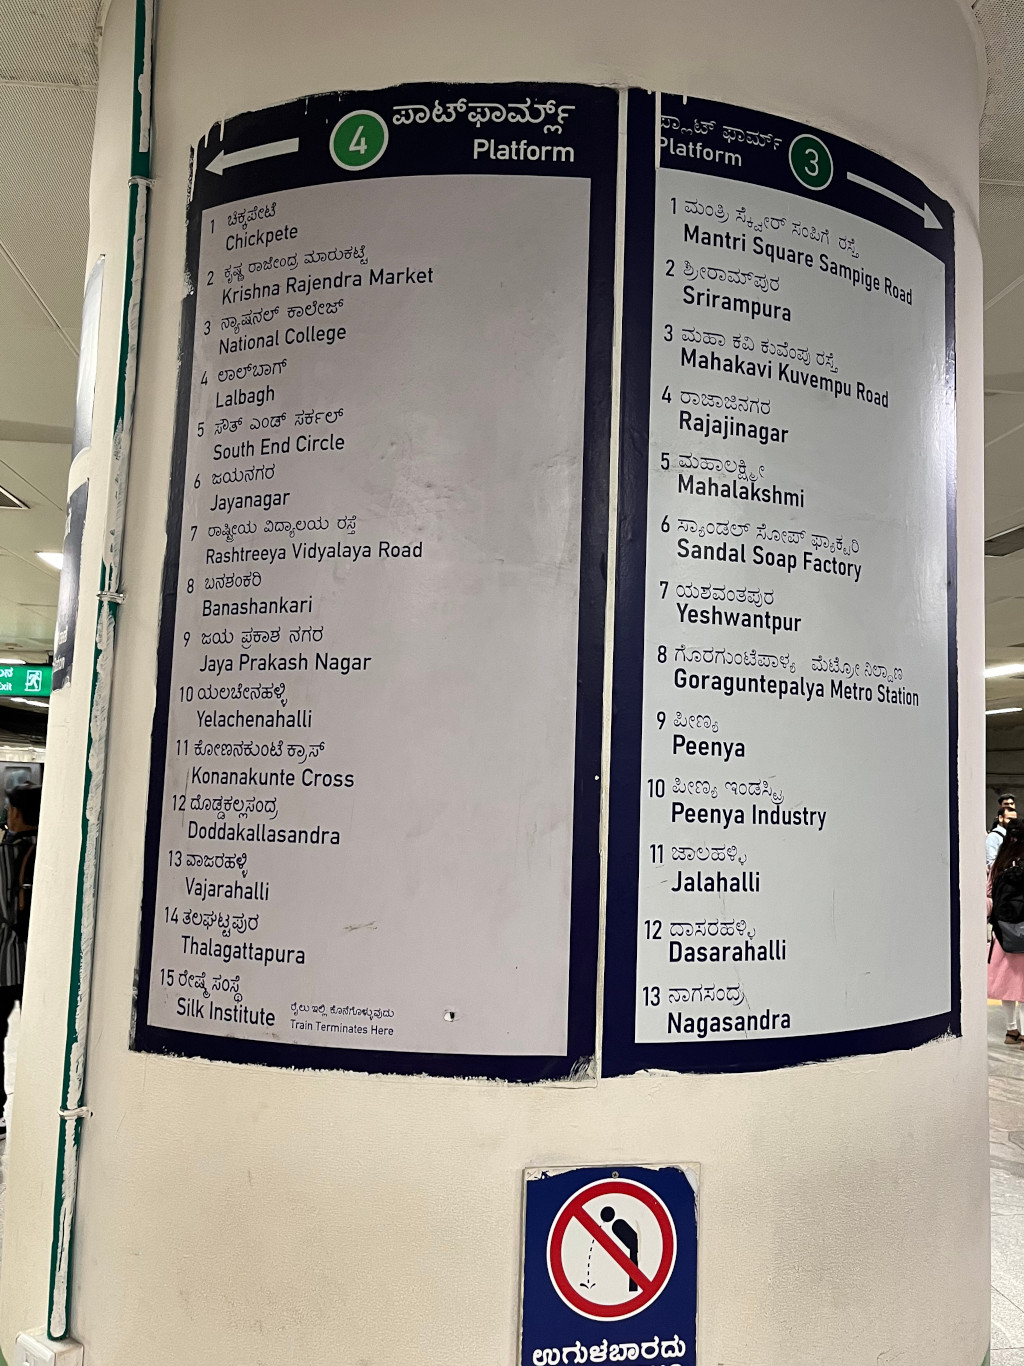 4
ಪಾಟ್‌ಫಾರ್ಮ್
Platform
1 ಚಿಕ್ಕಪೇಟೆ
Chickpete
2 ಕೃಷ್ಣ ರಾಜೇಂದ್ರ ಮಾರುಕಟ್ಟೆ
Krishna Rajendra Market
3 ನ್ಯಾಷನಲ್ ಕಾಲೇಜ್
National College
4 ಲಾಲ್‌ಬಾಗ್
Lalbagh
5 ಸೌತ್ ಎಂಡ್ ಸರ್ಕಲ್
South End Circle
6 ಜಯನಗರ
Jayanagar
7 ರಾಷ್ಟ್ರೀಯ ವಿದ್ಯಾಲಯ ರಸ್ತೆ
Rashtreeya Vidyalaya Road
8 ಬನಶಂಕರಿ
Banashankari
9 ಜಯ ಪ್ರಕಾಶ ನಗರ
Jaya Prakash Nagar
10 ಯಲಚೇನಹಳ್ಳಿ
Yelachenahalli
11 ಕೋಣನಕುಂಟೆ ಕ್ರಾಸ್
Konanakunte Cross
12 ದೊಡ್ಡಕಲ್ಲಸಂದ್ರ
Doddakallasandra
13 ವಾಜರಹಳ್ಳಿ
Vajarahalli
14 ತಲಘಟ್ಟಪುರ
Thalagattapura
15 ರೇಷ್ಮೆ ಸಂಸ್ಥೆ
Silk Institute
ರೈಲು ಇಲ್ಲಿ ಕೊನೆಗೊಳ್ಳುವುದು
Train Terminates Here
ಪ್ಲಾಟ್ ಫಾರ್ಮ್
Platform
3
1 ಮಂತ್ರಿ ಸ್ಕ್ವೇರ್ ಸಂಪಿಗೆ ರಸ್ತೆ
Mantri Square Sampige Road
2 ಶ್ರೀರಾಮ್‌ಪುರ
Srirampura
3 ಮಹಾ ಕವಿ ಕುವೆಂಪು ರಸ್ತೆ
Mahakavi Kuvempu Road
4 ರಾಜಾಜಿನಗರ
Rajajinagar
5 ಮಹಾಲಕ್ಷ್ಮೀ
Mahalakshmi
6 ಸ್ಯಾಂಡಲ್ ಸೋಪ್ ಫ್ಯಾಕ್ಟರಿ
Sandal Soap Factory
7 ಯಶವಂತಪುರ
Yeshwantpur
8 ಗೊರಗುಂಟೆಪಾಳ್ಯ ಮೆಟ್ರೋ ನಿಲ್ದಾಣ
Goraguntepalya Metro Station
9 ಪೀಣ್ಯ
Peenya
10 ಪೀಣ್ಯ ಇಂಡಸ್ಟ್ರಿ
Peenya Industry
11 ಜಾಲಹಳ್ಳಿ
Jalahalli
12 ದಾಸರಹಳ್ಳಿ
Dasarahalli
13 ನಾಗಸಂದ್ರ
Nagasandra
ಉಗುಳಬಾರದು